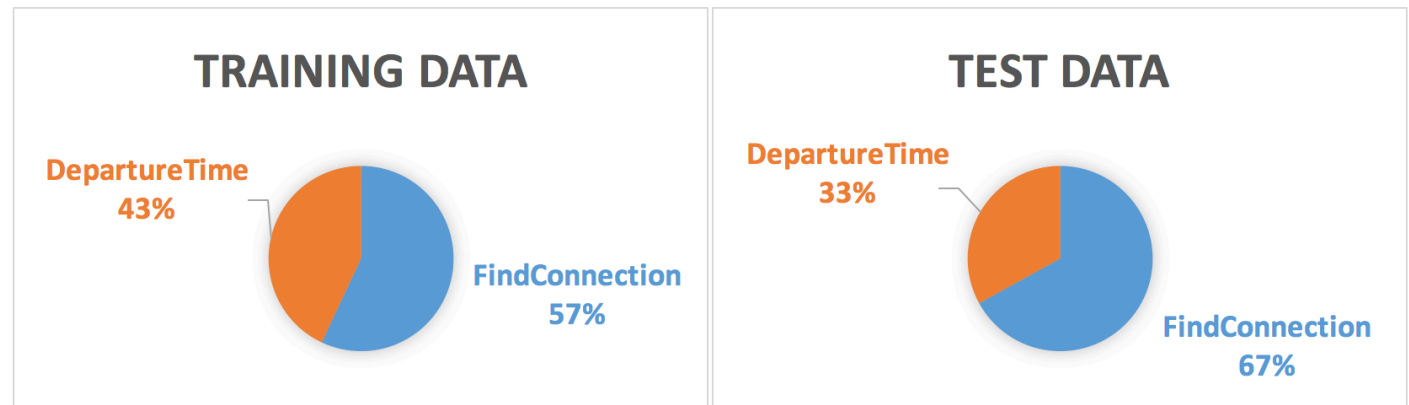 TRAINING DATA
DepartureTime
43%
FindConnection
57%
TEST DATA
DepartureTime
33%
FindConnection
67%